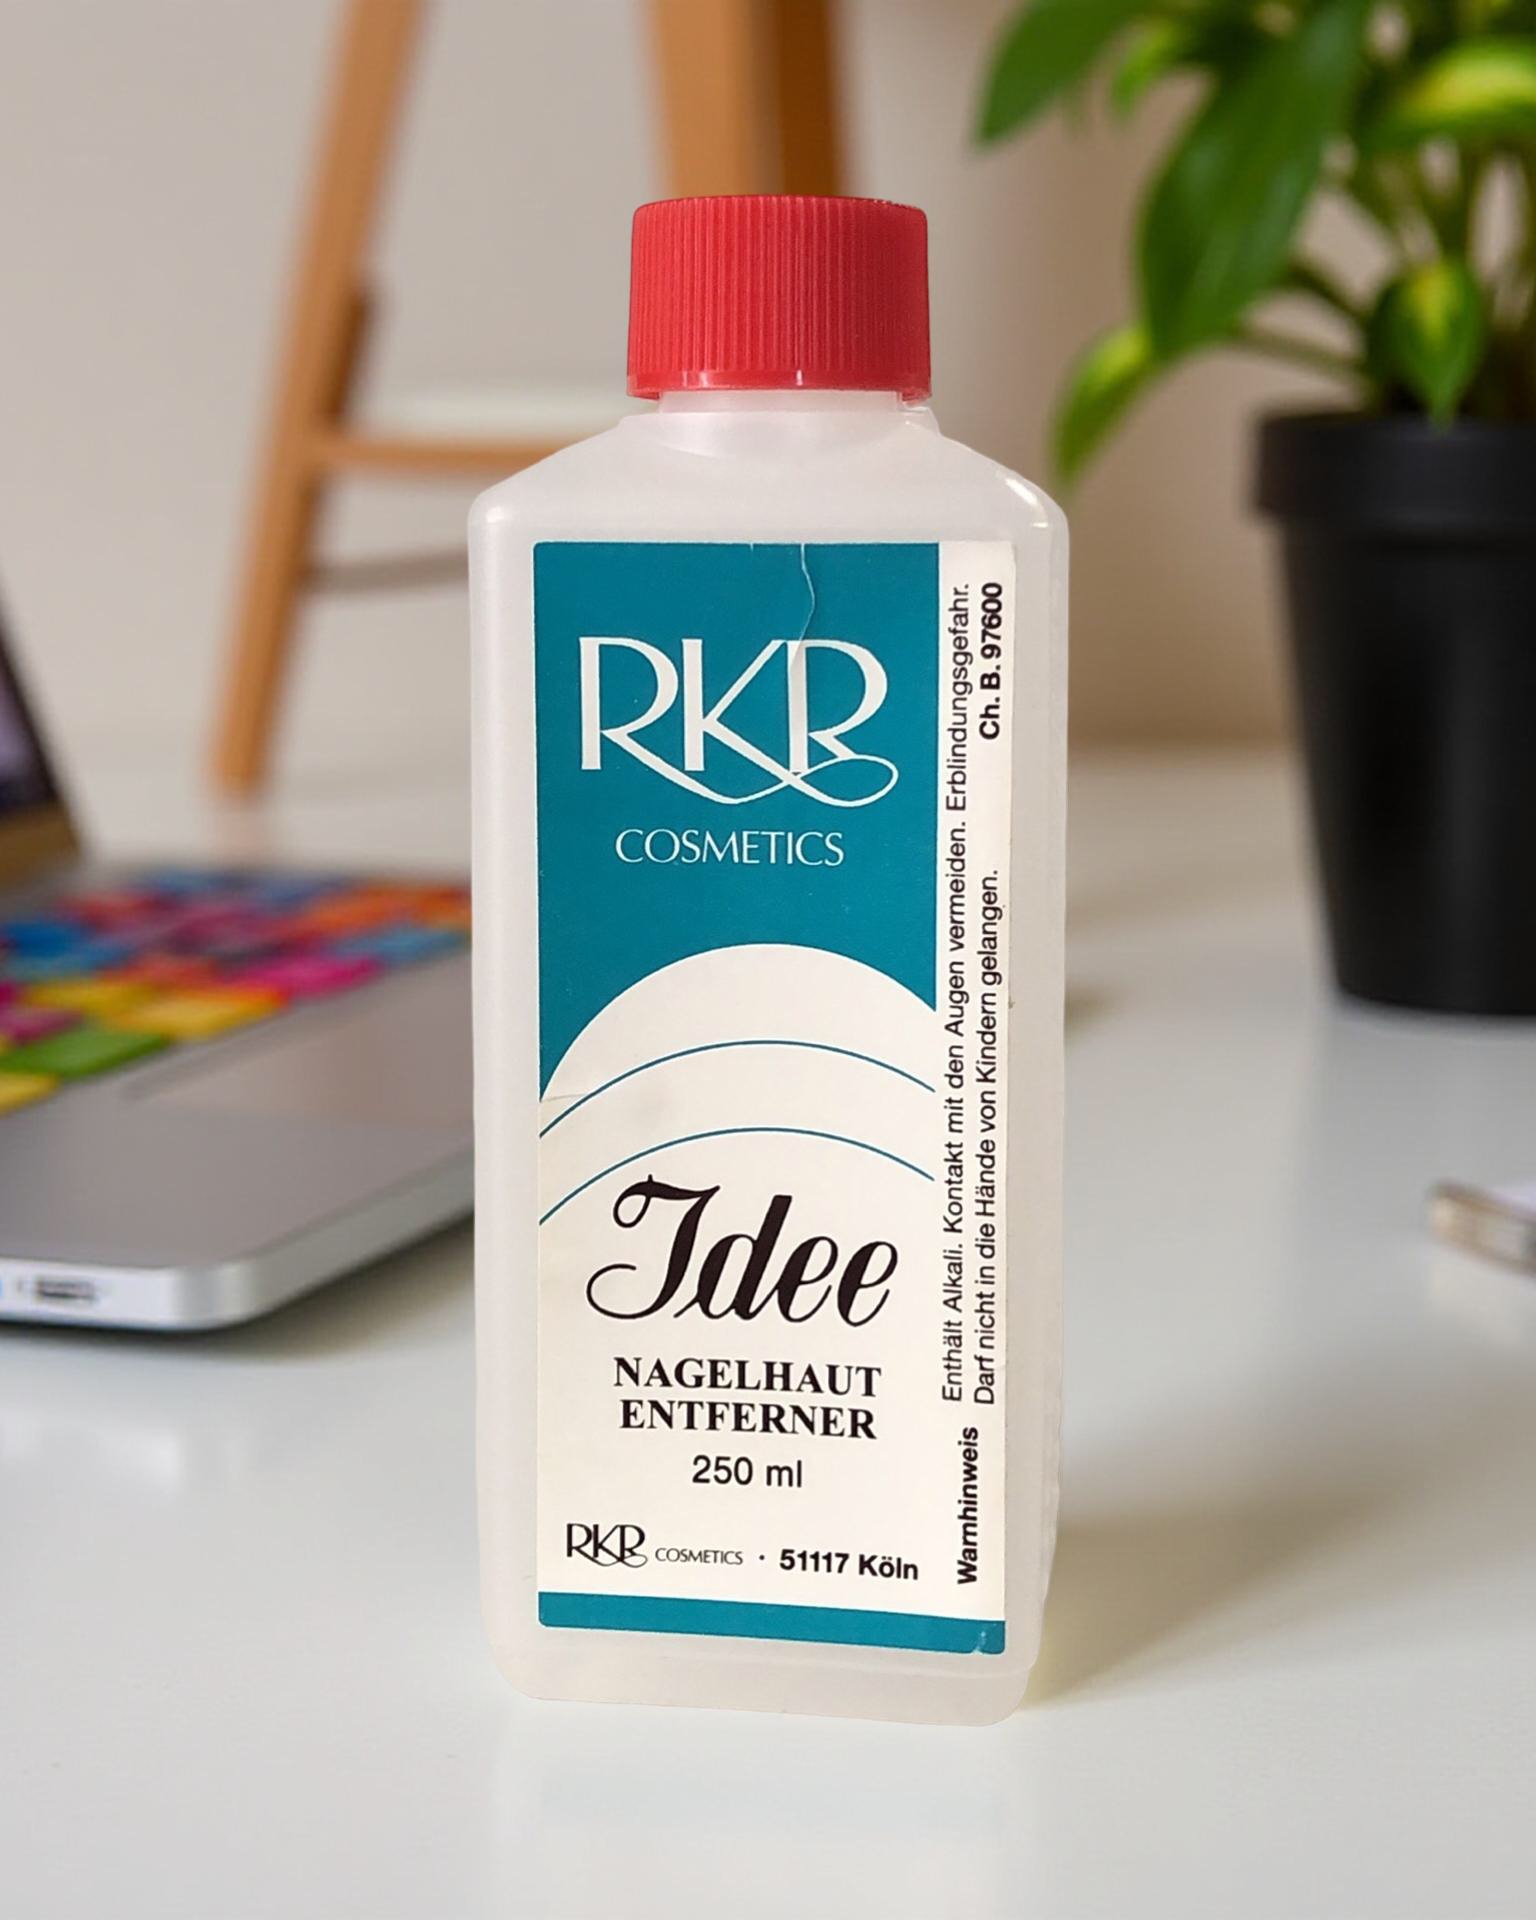 RKR
COSMETICS
Idee
NAGELHAUT
ENTFERNER
250 ml
RKR COSMETICS · 51117 Köln
Warnhinweis
Enthält Alkali. Kontakt mit den Augen vermeiden. Erblindungsgefahr.
Darf nicht in die Hände von Kindern gelangen. Ch. B. 97600